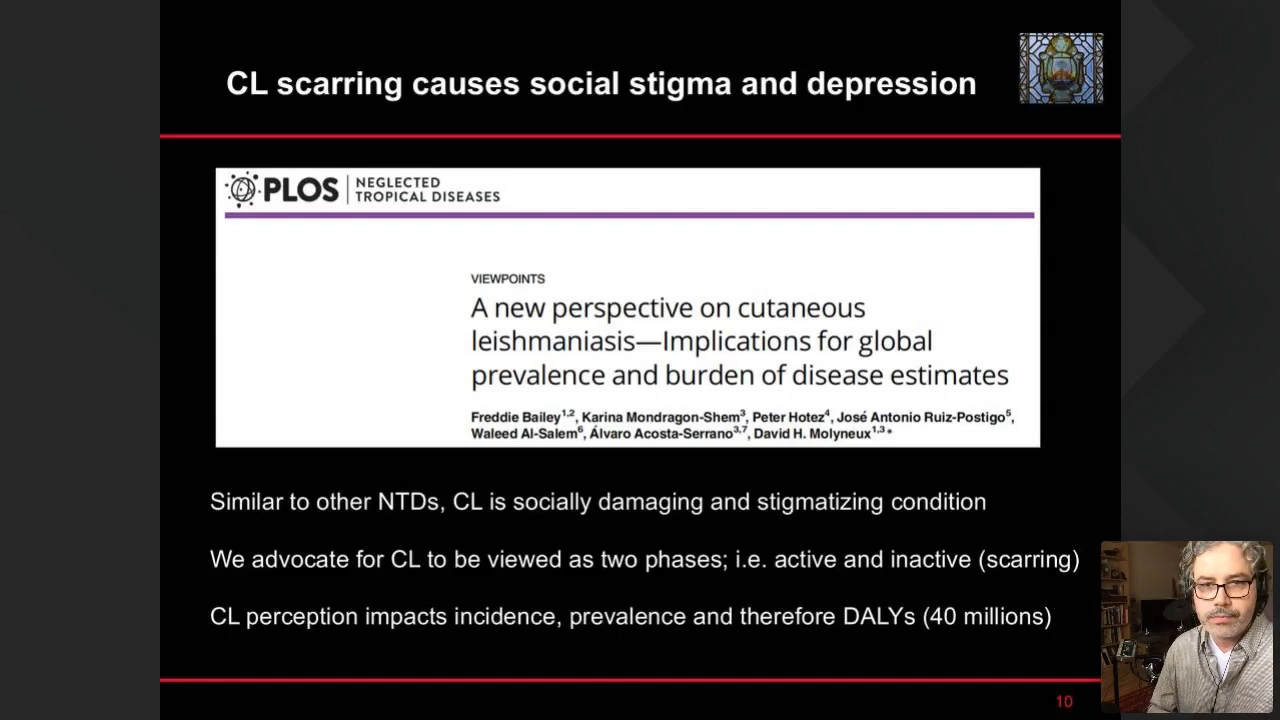 CL scarring causes social stigma and depression
PLOS | NEGLECTED
TROPICAL DISEASES
VIEWPOINTS
A new perspective on cutaneous
leishmaniasis—Implications for global
prevalence and burden of disease estimates
Freddie Bailey1,2, Karina Mondragon-Shem3, Peter Hotez4, José Antonio Ruiz-Postigo5,
Waleed Al-Salem6, Álvaro Acosta-Serrano3,7, David H. Molyneux1,3*
Similar to other NTDs, CL is socially damaging and stigmatizing condition
We advocate for CL to be viewed as two phases; i.e. active and inactive (scarring)
CL perception impacts incidence, prevalence and therefore DALYs (40 millions)
10